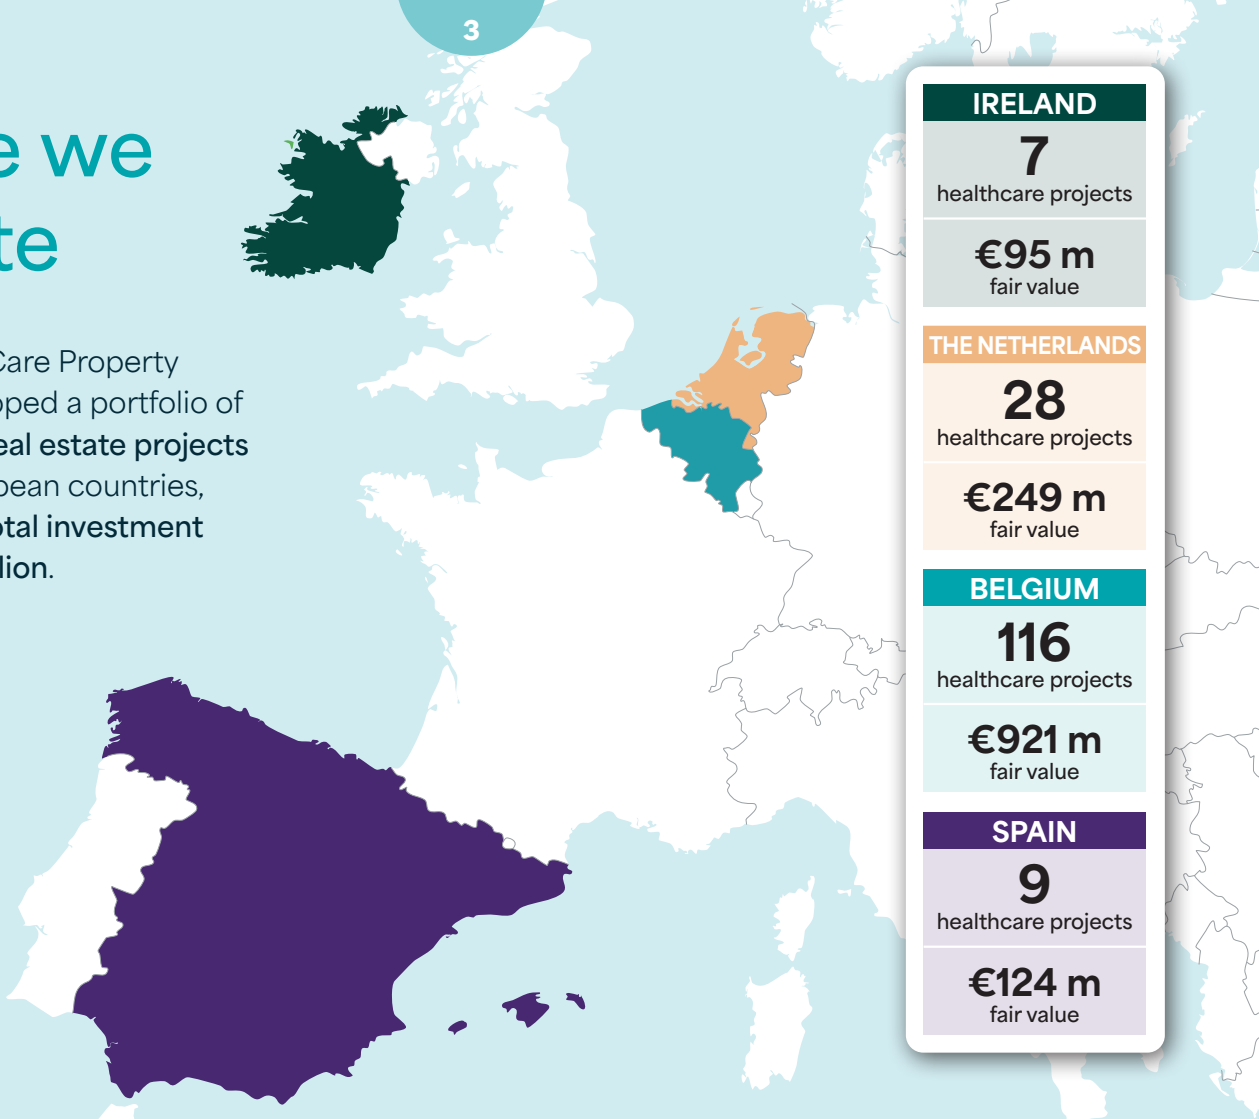 3
e we
te
Care Property
pped a portfolio of
eal estate projects
pean countries,
otal investment
lion.
IRELAND
7
healthcare projects
€95 m
fair value
THE NETHERLANDS
28
healthcare projects
€249 m
fair value
BELGIUM
116
healthcare projects
€921 m
fair value
SPAIN
9
healthcare projects
€124 m
fair value